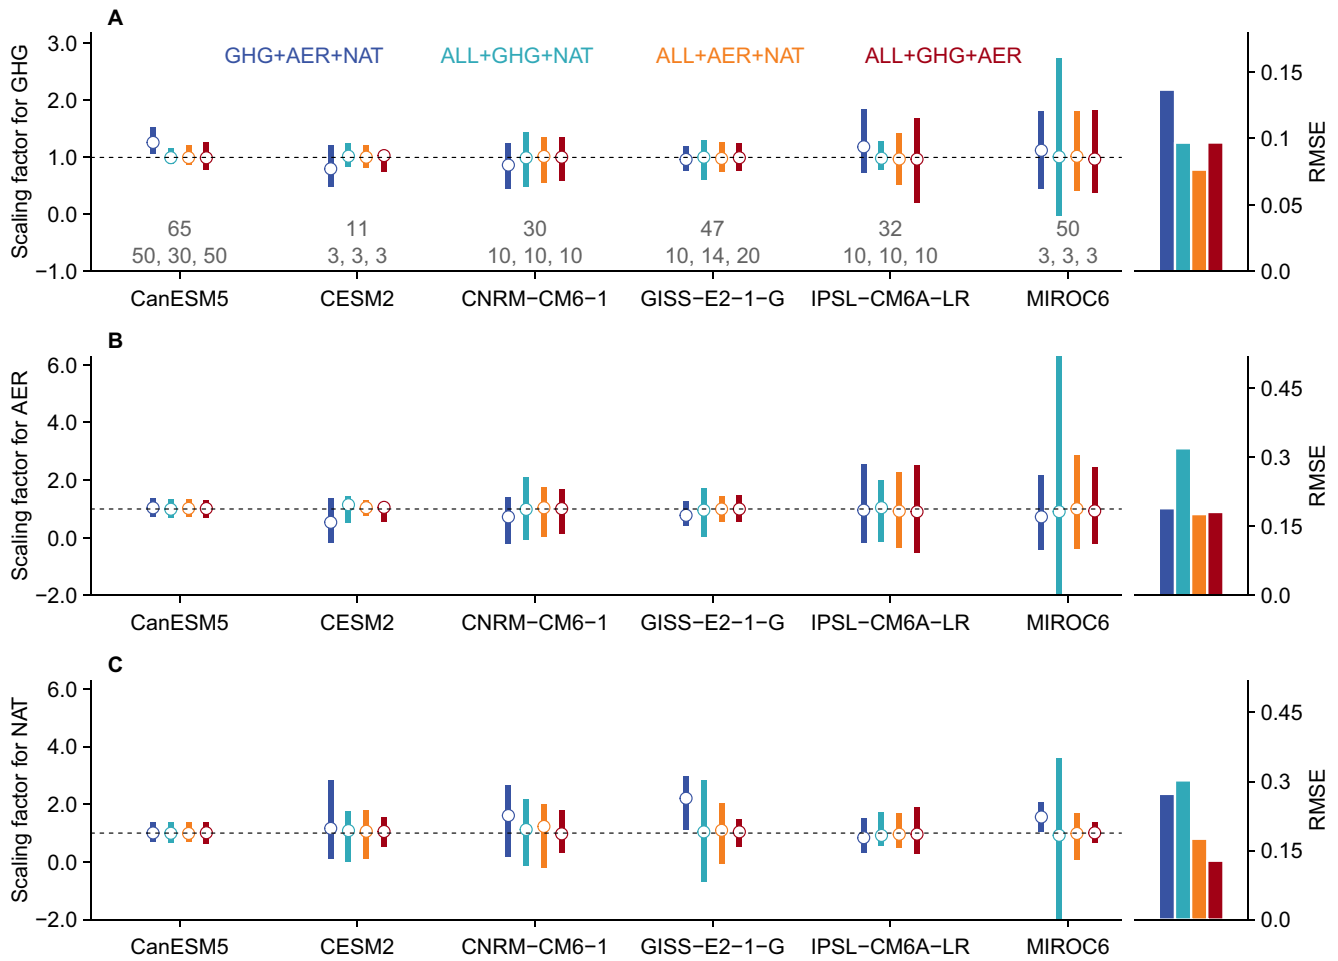 A
GHG+AER+NAT ALL+GHG+NAT ALL+AER+NAT ALL+GHG+AER
Scaling factor for GHG
3.0
2.0
1.0
0.0
−1.0
65 11 30 47 32 50
50, 30, 50 3, 3, 3 10, 10, 10 10, 14, 20 10, 10, 10 3, 3, 3
CanESM5 CESM2 CNRM−CM6−1 GISS−E2−1−G IPSL−CM6A−LR MIROC6
0.15
0.10
0.05
0.0
RMSE
B
Scaling factor for AER
6.0
4.0
2.0
0.0
−2.0
CanESM5 CESM2 CNRM−CM6−1 GISS−E2−1−G IPSL−CM6A−LR MIROC6
0.45
0.3
0.15
0.0
RMSE
C
Scaling factor for NAT
6.0
4.0
2.0
0.0
−2.0
CanESM5 CESM2 CNRM−CM6−1 GISS−E2−1−G IPSL−CM6A−LR MIROC6
0.45
0.3
0.15
0.0
RMSE